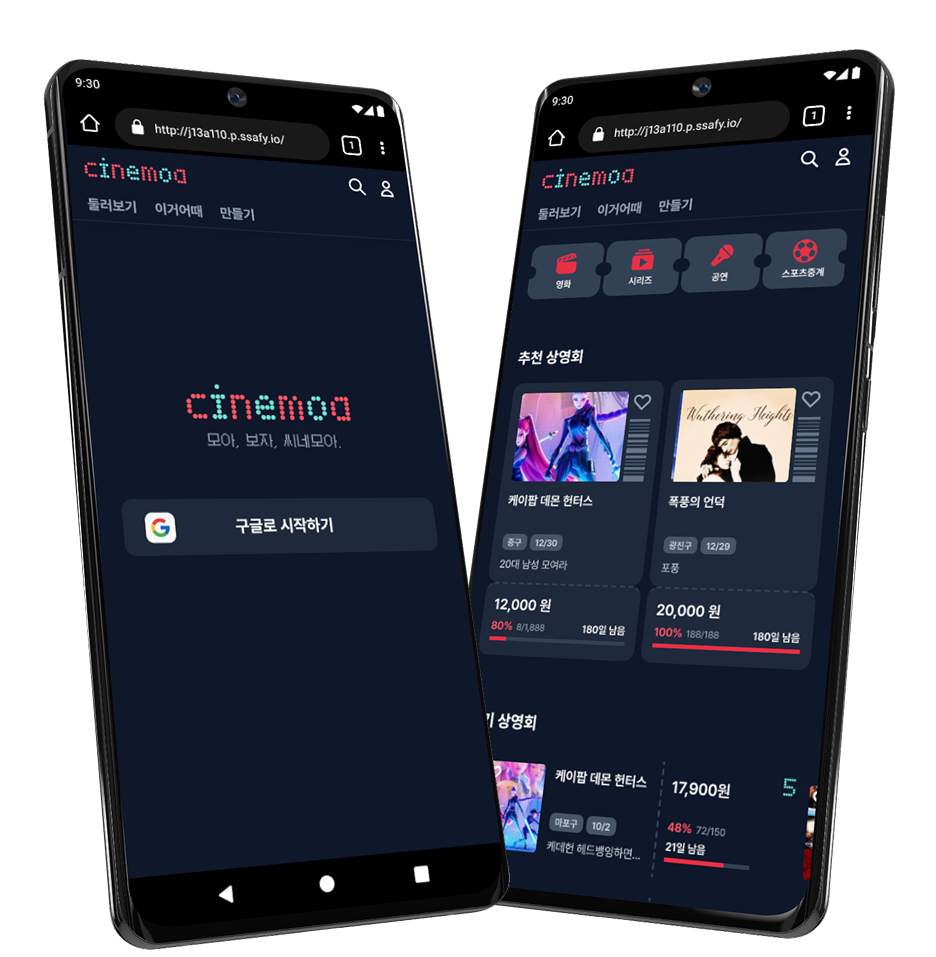 9:30
http://j13a110.p.ssafy.io/
1
cinemoa
둘러보기 이거어때 만들기
cinemoa
모아, 보자, 씨네모아.
구글로 시작하기
9:30
http://j13a110.p.ssafy.io/
1
cinemoa
둘러보기 이거어때 만들기
영화 시리즈 공연 스포츠중계
추천 상영회
케이팝 데몬 헌터스
중구 12/30
20대 남성 모여라
12,000 원
80% 8/1,888 180일 남음
Wuthering Heights
폭풍의 언덕
광진구 12/29
포풍
20,000 원
100% 188/188 180일 남음
기 상영회
케이팝 데몬 헌터스
마포구 10/2
케데헌 헤드뱅잉하면...
17,900원
48% 72/150
21일 남음
5